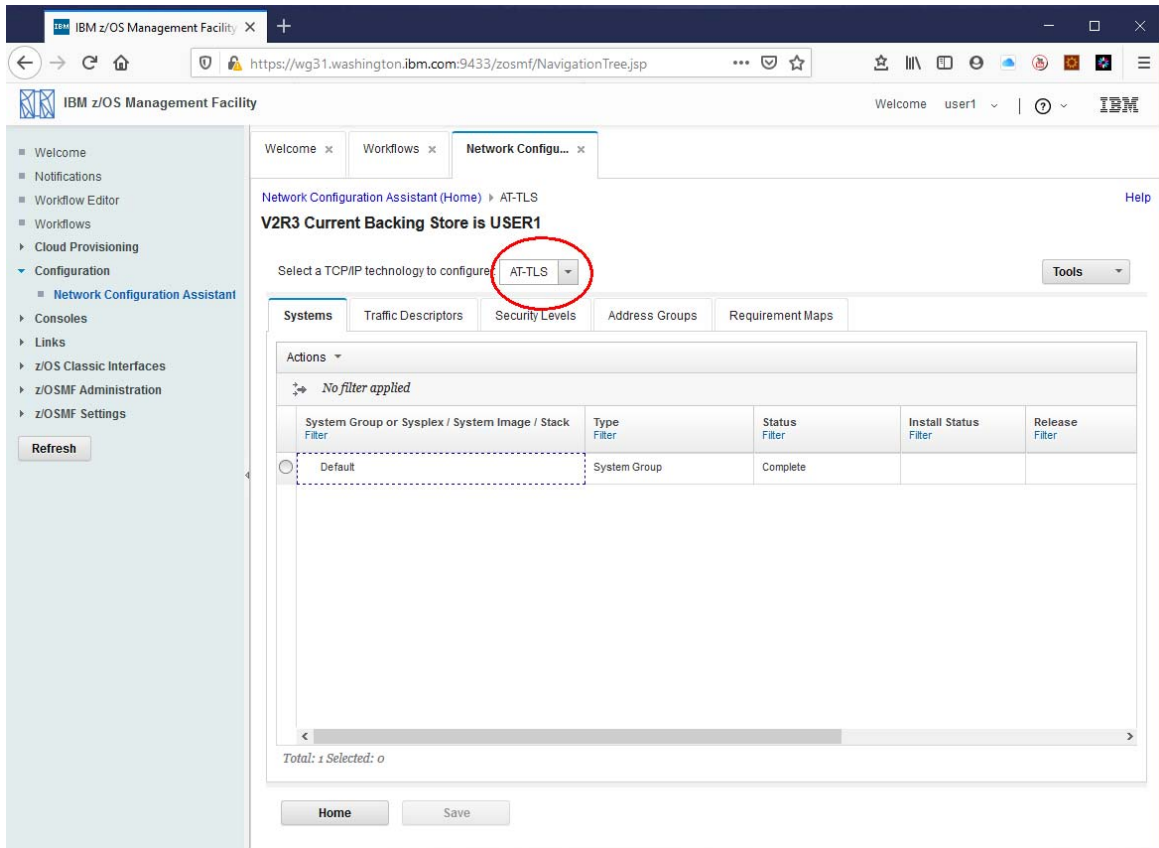 IBM z/OS Management Facility
https://wg31.washington.ibm.com:9433/zosmf/NavigationTree.jsp
IBM z/OS Management Facility
Welcome user1
IBM
Welcome
Notifications
Workflow Editor
Workflows
Cloud Provisioning
Configuration
Network Configuration Assistant
Consoles
Links
z/OS Classic Interfaces
z/OSMF Administration
z/OSMF Settings
Refresh
Welcome Workflows Network Configu...
Network Configuration Assistant (Home) AT-TLS Help
V2R3 Current Backing Store is USER1
Select a TCP/IP technology to configure: AT-TLS Tools
Systems Traffic Descriptors Security Levels Address Groups Requirement Maps
Actions
No filter applied
System Group or Sysplex / System Image / Stack Type Status Install Status Release
Filter Filter Filter Filter Filter
Default System Group Complete
Total: 1 Selected: 0
Home Save